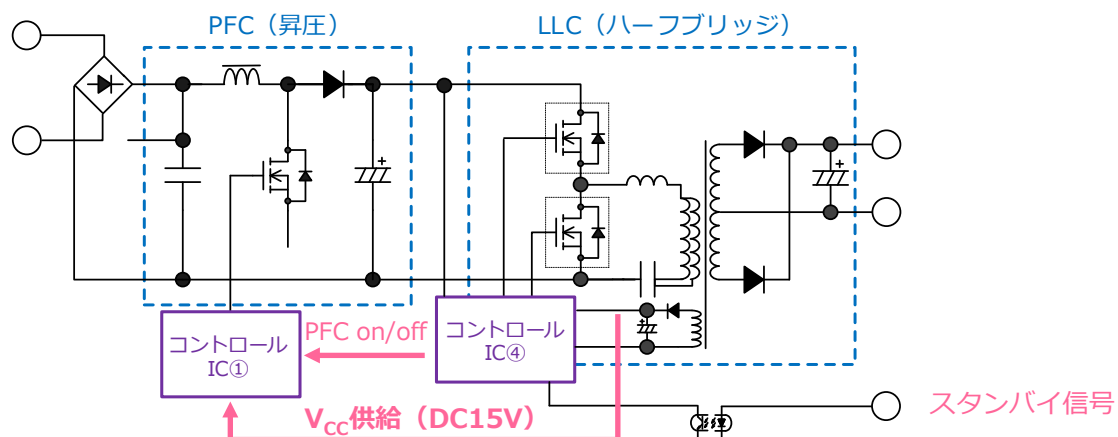 PFC（昇圧）
LLC（ハーフブリッジ）
PFC on/off
コントロール
IC①
コントロール
IC④
VCC供給（DC15V）
スタンバイ信号